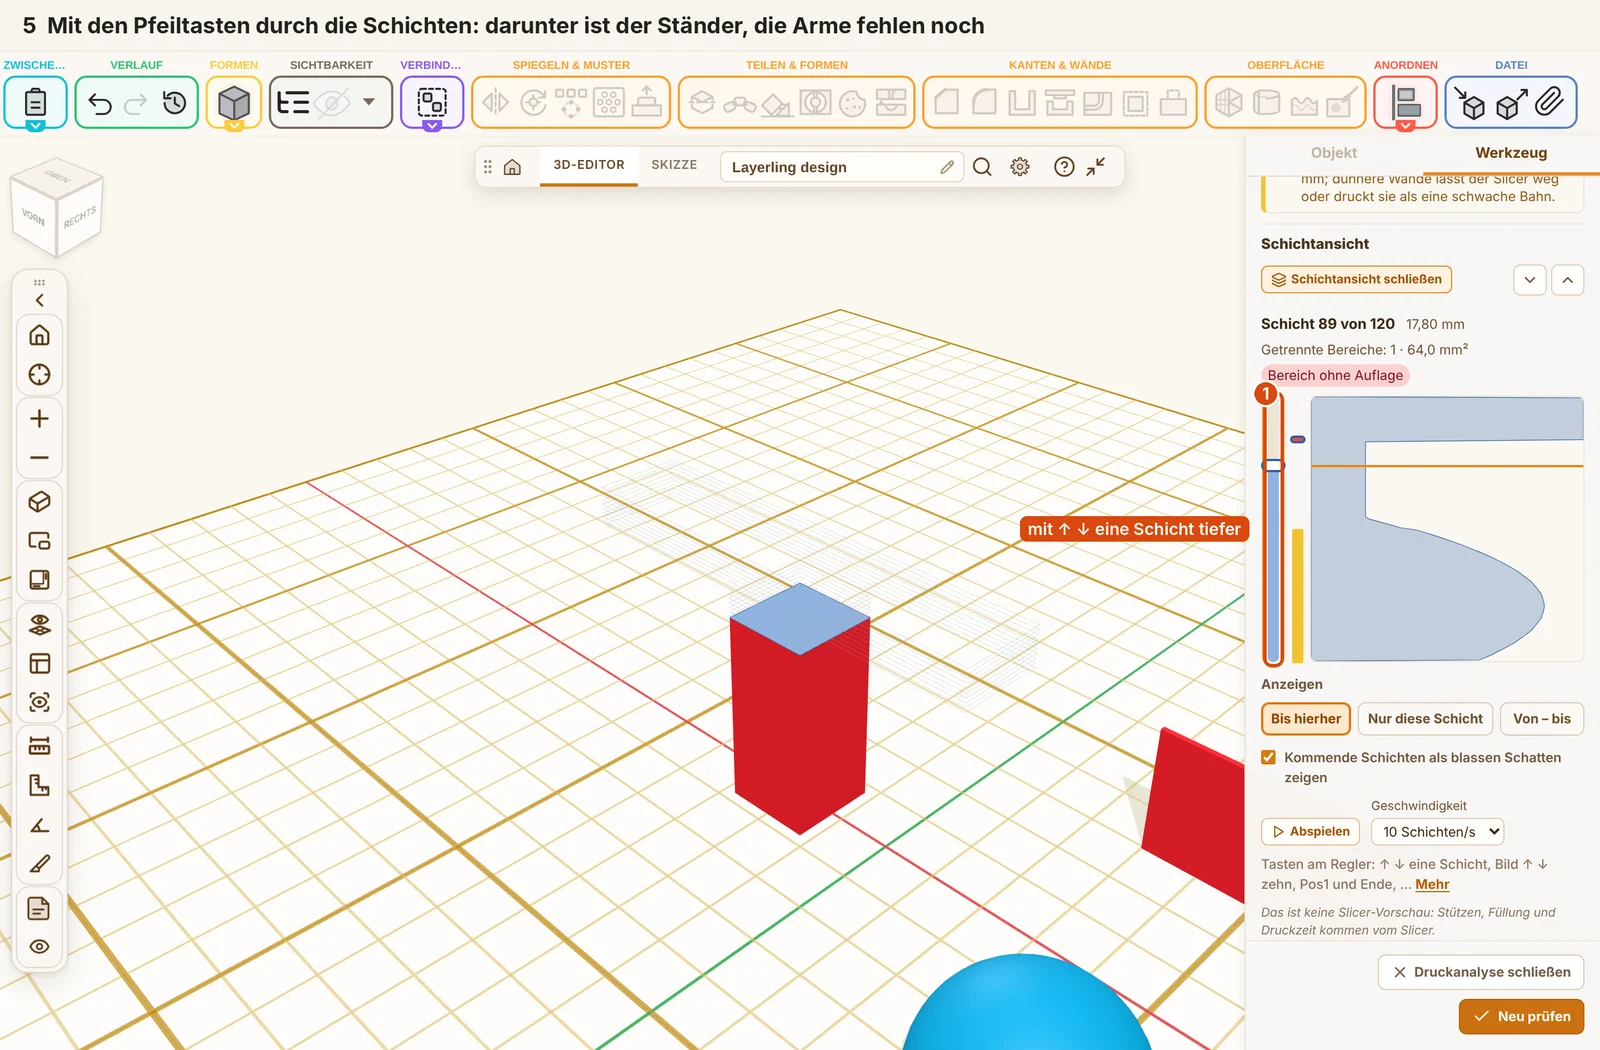 5 Mit den Pfeiltasten durch die Schichten: darunter ist der Ständer, die Arme fehlen noch
ZWISCHE...
VERLAUF
FORMEN
SICHTBARKEIT
VERBIND...
SPIEGELN & MUSTER
TEILEN & FORMEN
KANTEN & WÄNDE
OBERFLÄCHE
ANORDNEN
DATEI
OBEN
VORN
RECHTS
3D-EDITOR
SKIZZE
Layerling design
Objekt
Werkzeug
mm; dünnere Wände lässt der Slicer weg
oder druckt sie als eine schwache Bahn.
Schichtansicht
Schichtansicht schließen
Schicht 89 von 120 17,80 mm
Getrennte Bereiche: 1 · 64,0 mm²
Bereich ohne Auflage
1
mit ↑ ↓ eine Schicht tiefer
Anzeigen
Bis hierher
Nur diese Schicht
Von – bis
Kommende Schichten als blassen Schatten
zeigen
Geschwindigkeit
Abspielen
10 Schichten/s
Tasten am Regler: ↑ ↓ eine Schicht, Bild ↑ ↓
zehn, Pos1 und Ende, ... Mehr
Das ist keine Slicer-Vorschau: Stützen, Füllung und
Druckzeit kommen vom Slicer.
Druckanalyse schließen
Neu prüfen